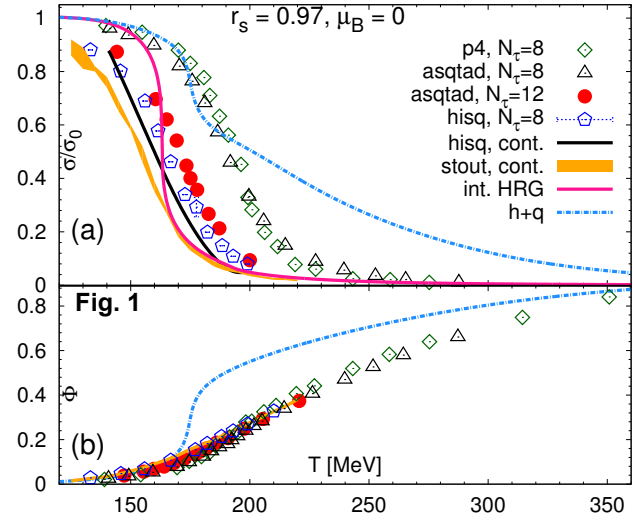 r_s = 0.97, μ_B = 0
1
0.8
0.6
0.4
0.2
0
σ/σ_0
(a)
p4, N_τ=8
asqtad, N_τ=8
asqtad, N_τ=12
hisq, N_τ=8
hisq, cont.
stout, cont.
int. HRG
h+q
Fig. 1
0.8
0.6
0.4
0.2
0
Φ
(b)
T [MeV]
150
200
250
300
350